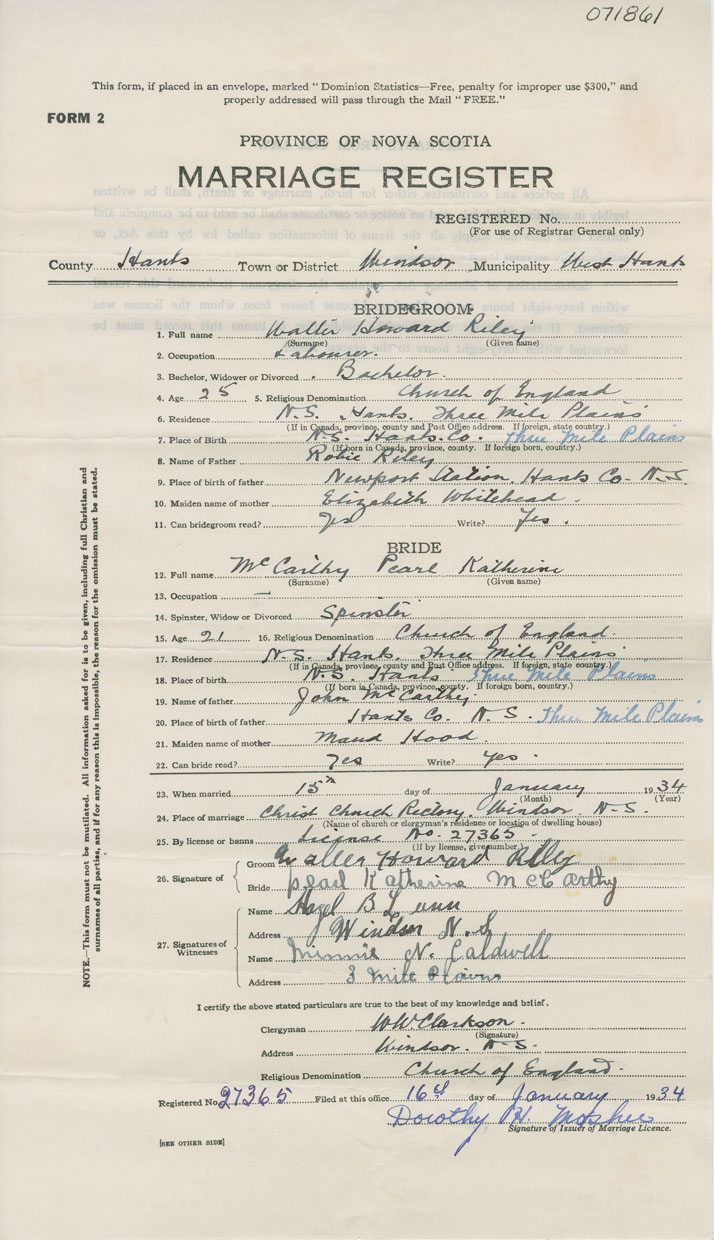 071861
This form, if placed in an envelope, marked "Dominion Statistics—Free, penalty for improper use $300," and
properly addressed will pass through the Mail "FREE."
FORM 2
PROVINCE OF NOVA SCOTIA
MARRIAGE REGISTER
REGISTERED No.
(For use of Registrar General only)
County Hants Town or District Windsor Municipality West Hants
BRIDEGROOM
1. Full name Walter Howard Riley
(Surname) (Given name)
2. Occupation Labourer.
3. Bachelor, Widower or Divorced Bachelor.
4. Age 25 5. Religious Denomination Church of England
6. Residence N.S. Hants. Three Mile Plains
(If in Canada, province, county and Post Office address. If foreign, state country.)
7. Place of Birth N.S. Hants. Co. Three Mile Plains
(If born in Canada, province, county. If foreign born, country.)
8. Name of Father Robie Riley
9. Place of birth of father Newport Station, Hants Co. N.S.
10. Maiden name of mother Elizabeth Whitehead.
11. Can bridegroom read? Yes Write? Yes.
BRIDE
12. Full name McCarthy Pearl Katherine
(Surname) (Given name)
13. Occupation —
14. Spinster, Widow or Divorced Spinster
15. Age 21 16. Religious Denomination Church of England.
17. Residence N.S. Hants. Three Mile Plains
(If in Canada, province, county and Post Office address. If foreign, state country.)
18. Place of Birth N.S. Hants Three Mile Plains
(If born in Canada, province, county. If foreign born, country.)
19. Name of father John McCarthy
20. Place of birth of father Hants Co. N.S. Three Mile Plains
21. Maiden name of mother Maud Hood.
22. Can bride read? Yes Write? Yes.
23. When married 15th day of January 1934
(Month) (Year)
24. Place of marriage Christ Church Rectory, Windsor. N.S.
(Name of church or clergyman's residence or location of dwelling house)
25. By license or banns License No. 27365.
(If by license, give number)
26. Signature of
Groom Walter Howard Riley
Bride pearl Katherine McCarthy
27. Signatures of Witnesses
Name Hazel B Lunn
Address Windsor N.S
Name Minnie N. Caldwell
Address 3 Mile Plains
I certify the above stated particulars are true to the best of my knowledge and belief.
Clergyman W.W. Clarkson.
(Signature)
Address Windsor. N.S.
Religious Denomination Church of England.
Registered No. 27365 Filed at this office 16th day of January 1934
Dorothy H. Mosher
Signature of Issuer of Marriage Licence.
[SEE OTHER SIDE]
NOTE.—This form must not be mutilated. All information asked for is to be given, including full Christian and
surnames of all parties, and if for any reason this is impossible, the reason for the omission must be stated.